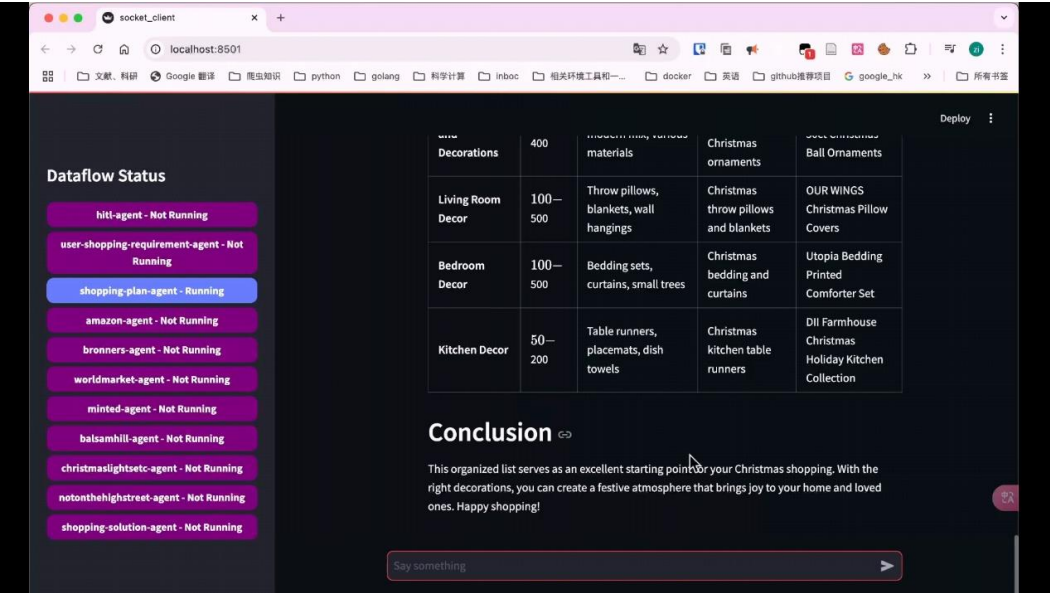 socket_client
localhost:8501
文献、科研
Google 翻译
爬虫知识
python
golang
科学计算
inboc
相关环境工具和一...
docker
英语
github推荐项目
google_hk
所有书签
Deploy
Dataflow Status
hitl-agent - Not Running
user-shopping-requirement-agent - Not
Running
shopping-plan-agent - Running
amazon-agent - Not Running
bronners-agent - Not Running
worldmarket-agent - Not Running
minted-agent - Not Running
balsamhill-agent - Not Running
christmaslightsetc-agent - Not Running
notonthehighstreet-agent - Not Running
shopping-solution-agent - Not Running
and
Decorations
400
modern mix, various
materials
Christmas
ornaments
Ball Ornaments
Living Room
Decor
100–
500
Throw pillows,
blankets, wall
hangings
Christmas
throw pillows
and blankets
OUR WINGS
Christmas Pillow
Covers
Bedroom
Decor
100–
500
Bedding sets,
curtains, small trees
Christmas
bedding and
curtains
Utopia Bedding
Printed
Comforter Set
Kitchen Decor
50–
200
Table runners,
placemats, dish
towels
Christmas
kitchen table
runners
DII Farmhouse
Christmas
Holiday Kitchen
Collection
Conclusion
This organized list serves as an excellent starting point for your Christmas shopping. With the
right decorations, you can create a festive atmosphere that brings joy to your home and loved
ones. Happy shopping!
Say something